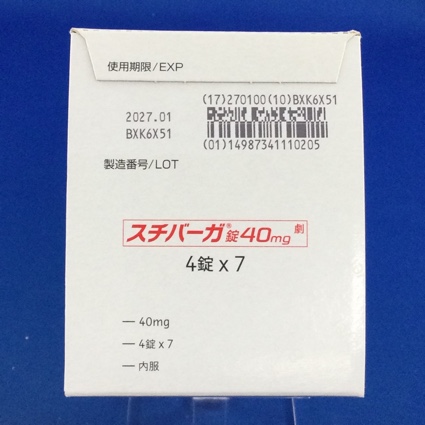 使用期限/EXP
(17)270100(10)BXK6X51
2027.01
BXK6X51
(01)14987341110205
製造番号/LOT
スチバーガ®錠40mg 劇
4錠 x 7
— 40mg
— 4錠 x 7
— 内服